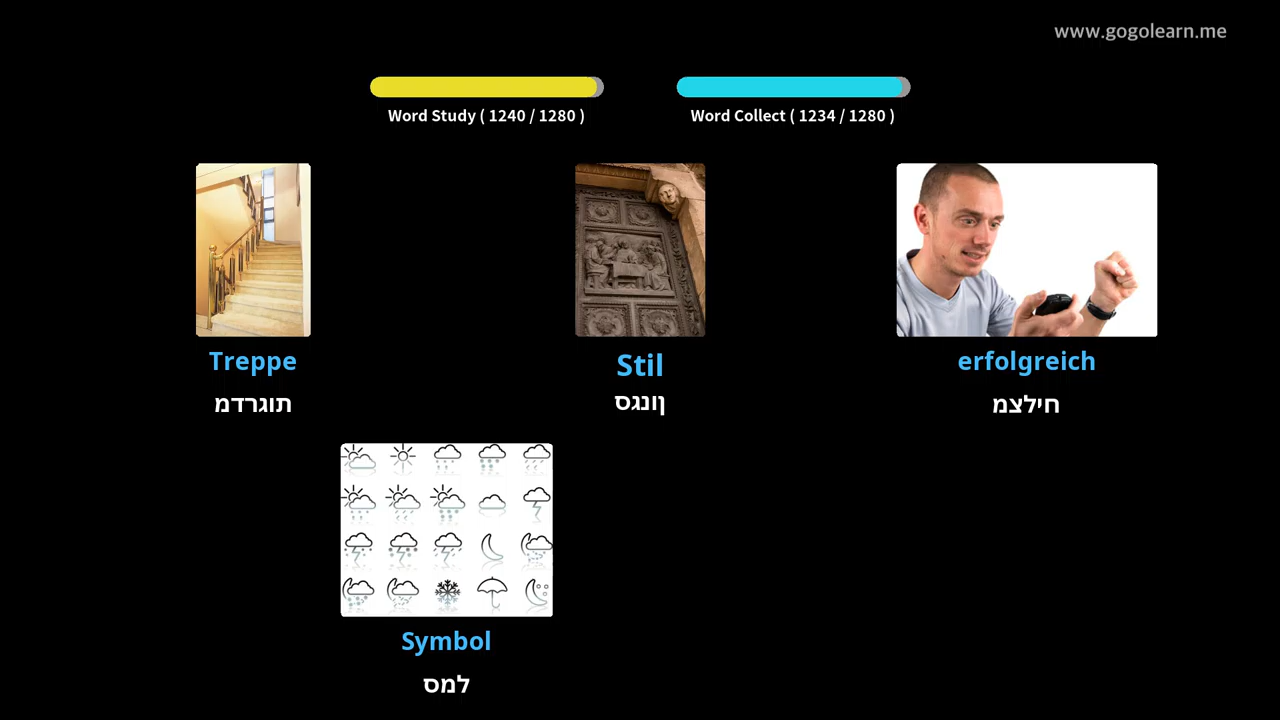 www.gogolearn.me
Word Study ( 1240 / 1280 )
Word Collect ( 1234 / 1280 )
Treppe
תוגרדמ
Stil
ןונגס
erfolgreich
חילצמ
Symbol
למס